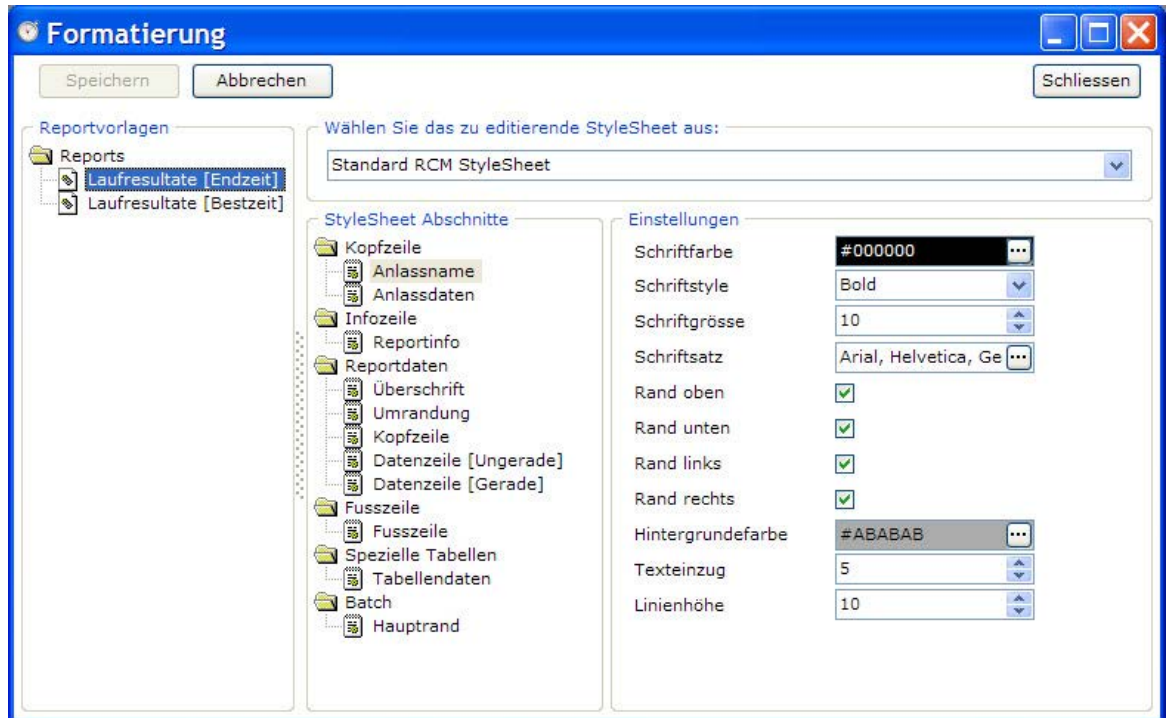 Formatierung
Speichern Abbrechen Schliessen
Reportvorlagen
Reports
Laufresultate [Endzeit]
Laufresultate [Bestzeit]
Wählen Sie das zu editierende StyleSheet aus:
Standard RCM StyleSheet
StyleSheet Abschnitte
Kopfzeile
Anlassname
Anlassdaten
Infozeile
Reportinfo
Reportdaten
Überschrift
Umrandung
Kopfzeile
Datenzeile [Ungerade]
Datenzeile [Gerade]
Fusszeile
Fusszeile
Spezielle Tabellen
Tabellendaten
Batch
Hauptrand
Einstellungen
Schriftfarbe #000000
Schriftstyle Bold
Schriftgrösse 10
Schriftsatz Arial, Helvetica, Ge
Rand oben
Rand unten
Rand links
Rand rechts
Hintergrundefarbe #ABABAB
Texteinzug 5
Linienhöhe 10